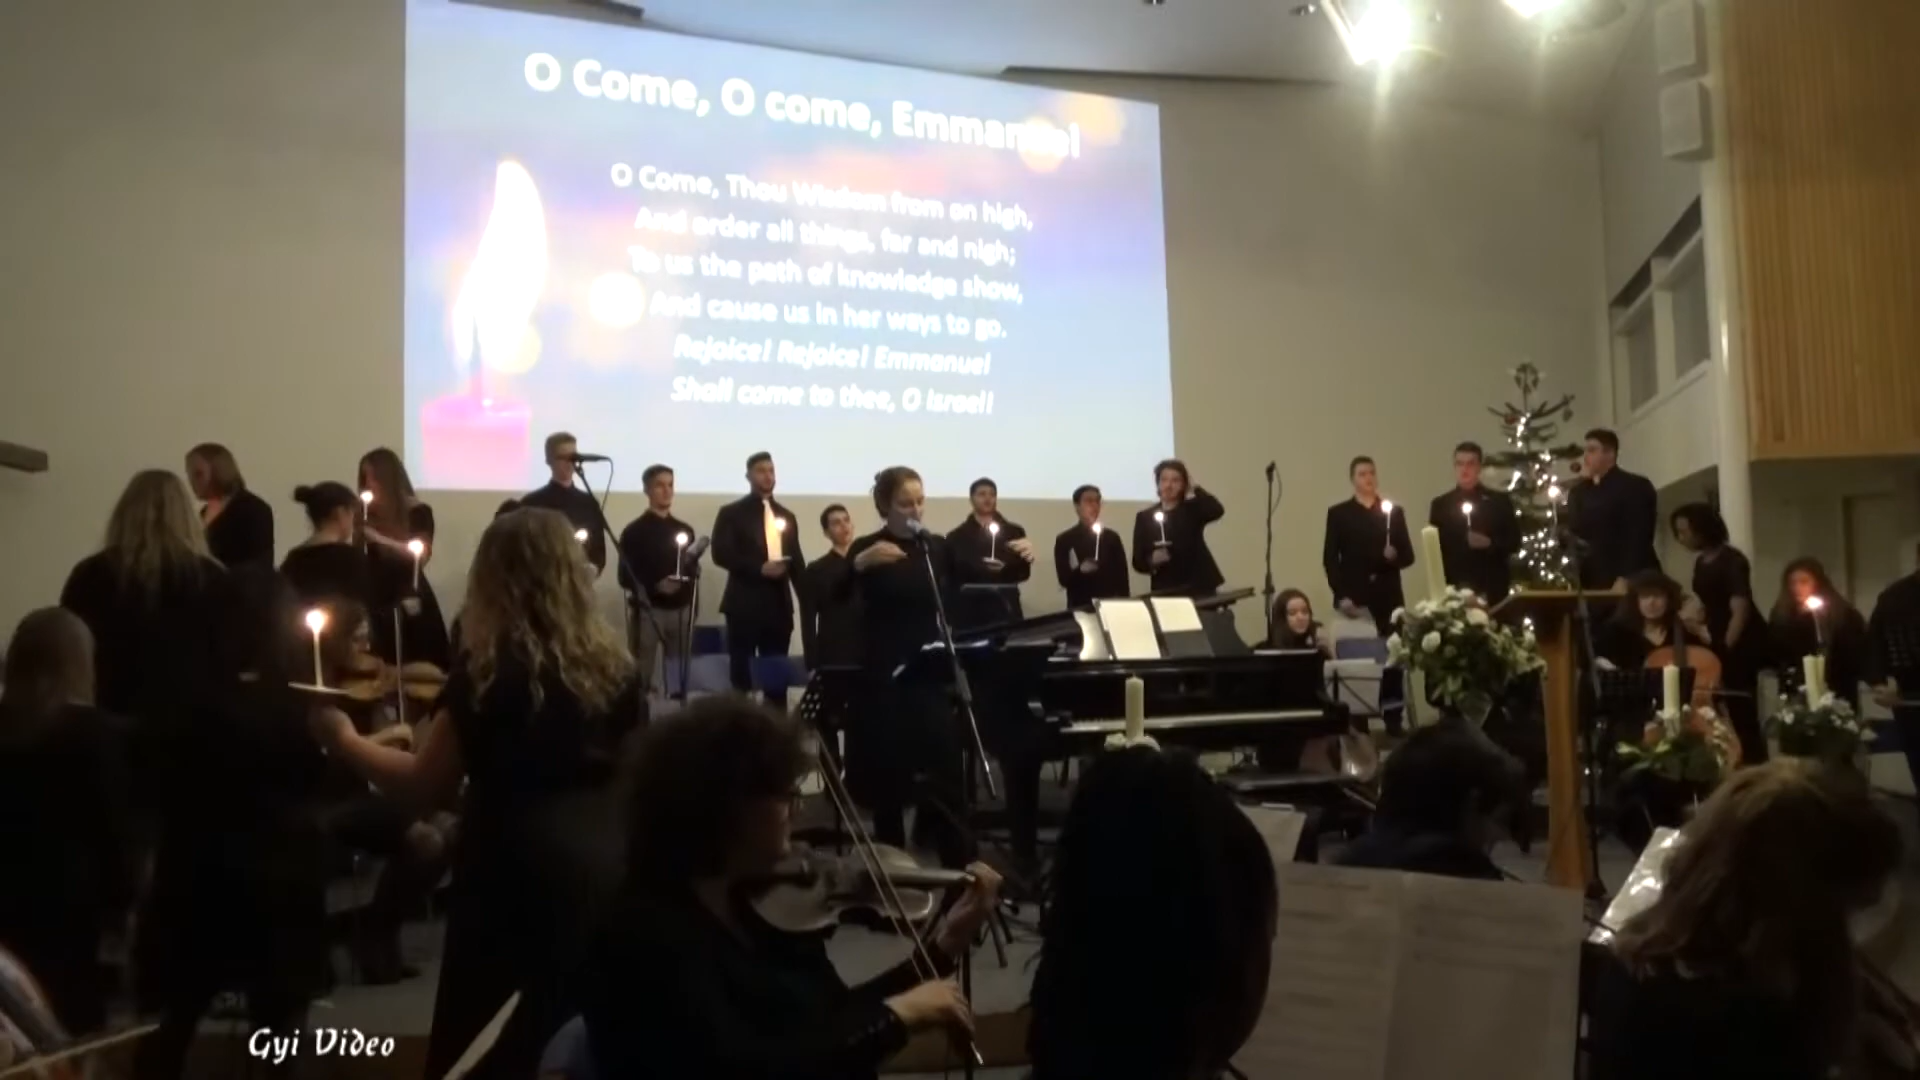 O Come, O come, Emmanuel
O Come, Thou Wisdom from on high,
And order all things, far and nigh;
To us the path of knowledge show,
And cause us in her ways to go.
Rejoice! Rejoice! Emmanuel
Shall come to thee, O Israel!
Gyi Video